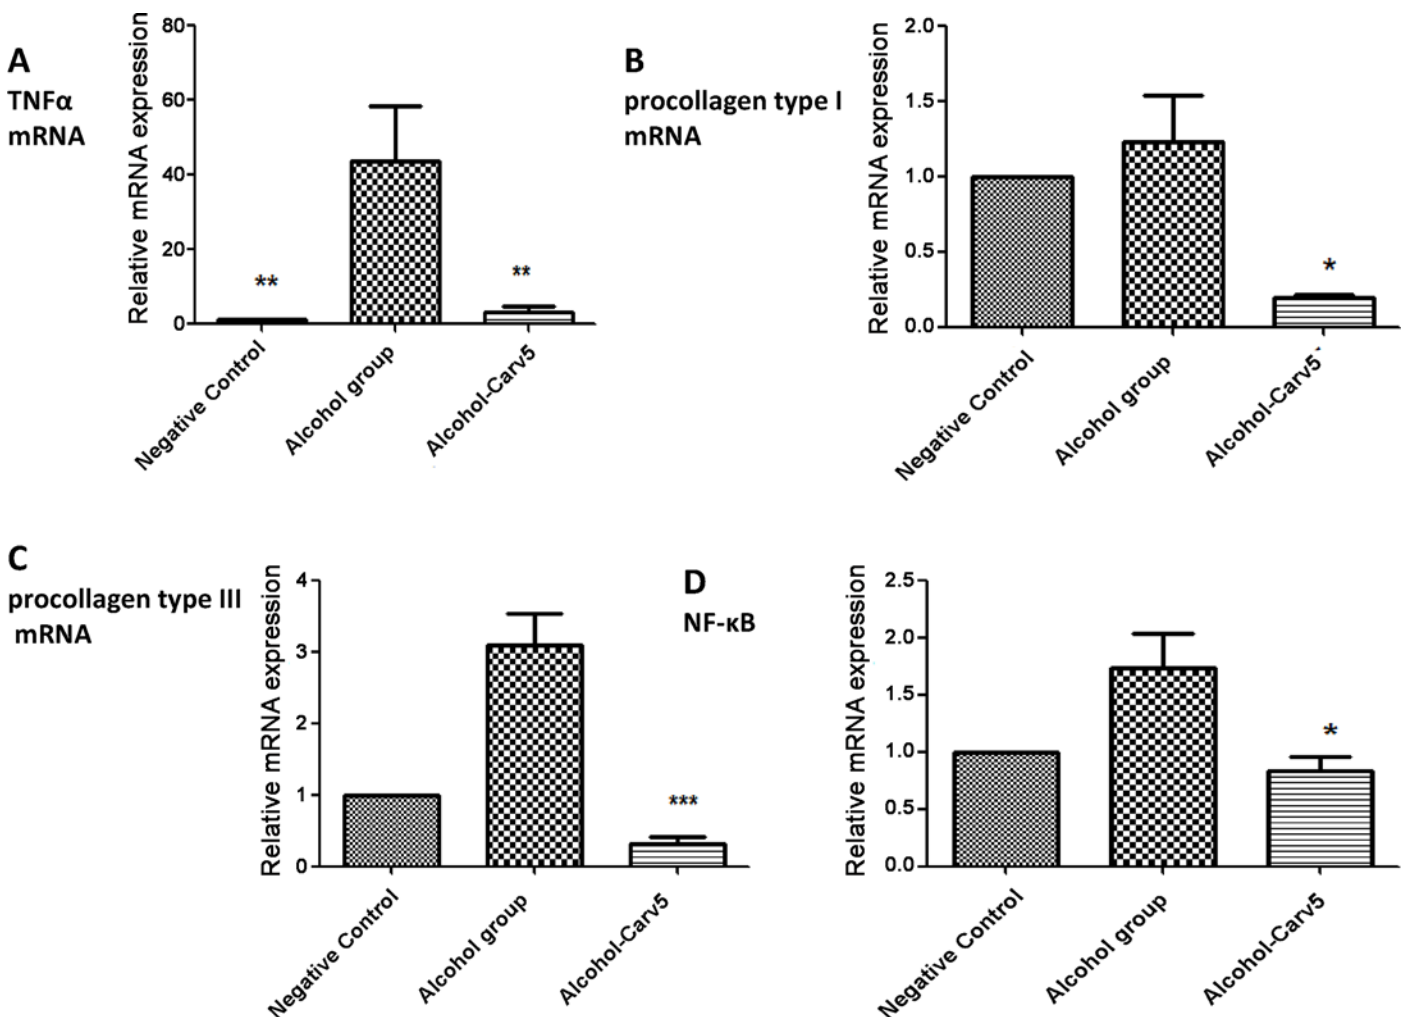 A
TNFα
mRNA
Relative mRNA expression
80
60
40
20
0
**
**
Negative Control
Alcohol group
Alcohol-Carv5
B
procollagen type I
mRNA
Relative mRNA expression
2.0
1.5
1.0
0.5
0.0
*
Negative Control
Alcohol group
Alcohol-Carv5
C
procollagen type III
mRNA
Relative mRNA expression
4
3
2
1
0
***
Negative Control
Alcohol group
Alcohol-Carv5
D
NF-κB
Relative mRNA expression
2.5
2.0
1.5
1.0
0.5
0.0
*
Negative Control
Alcohol group
Alcohol-Carv5